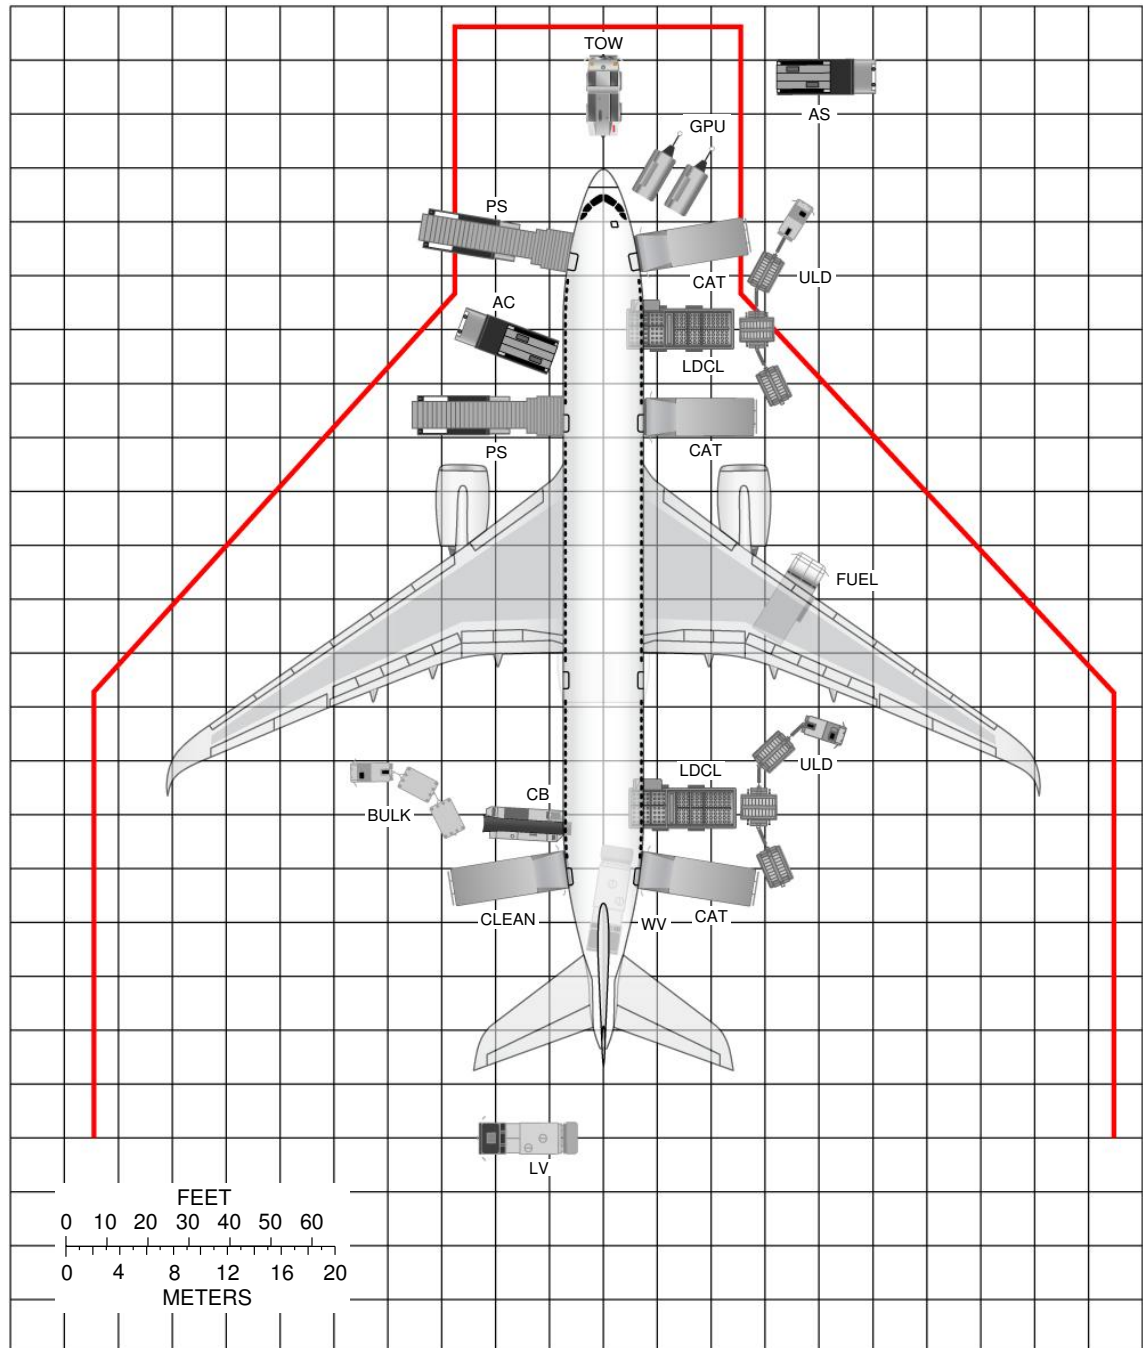 TOW
AS
GPU
PS
CAT
ULD
AC
LDCL
PS
CAT
FUEL
ULD
LDCL
CB
BULK
CLEAN
WV
CAT
LV
FEET
0 10 20 30 40 50 60
0 4 8 12 16 20
METERS